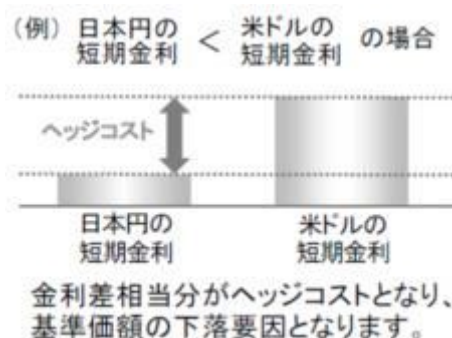 (例) 日本円の短期金利 < 米ドルの短期金利 の場合
ヘッジコスト
日本円の
短期金利
米ドルの
短期金利
金利差相当分がヘッジコストとなり、
基準価額の下落要因となります。